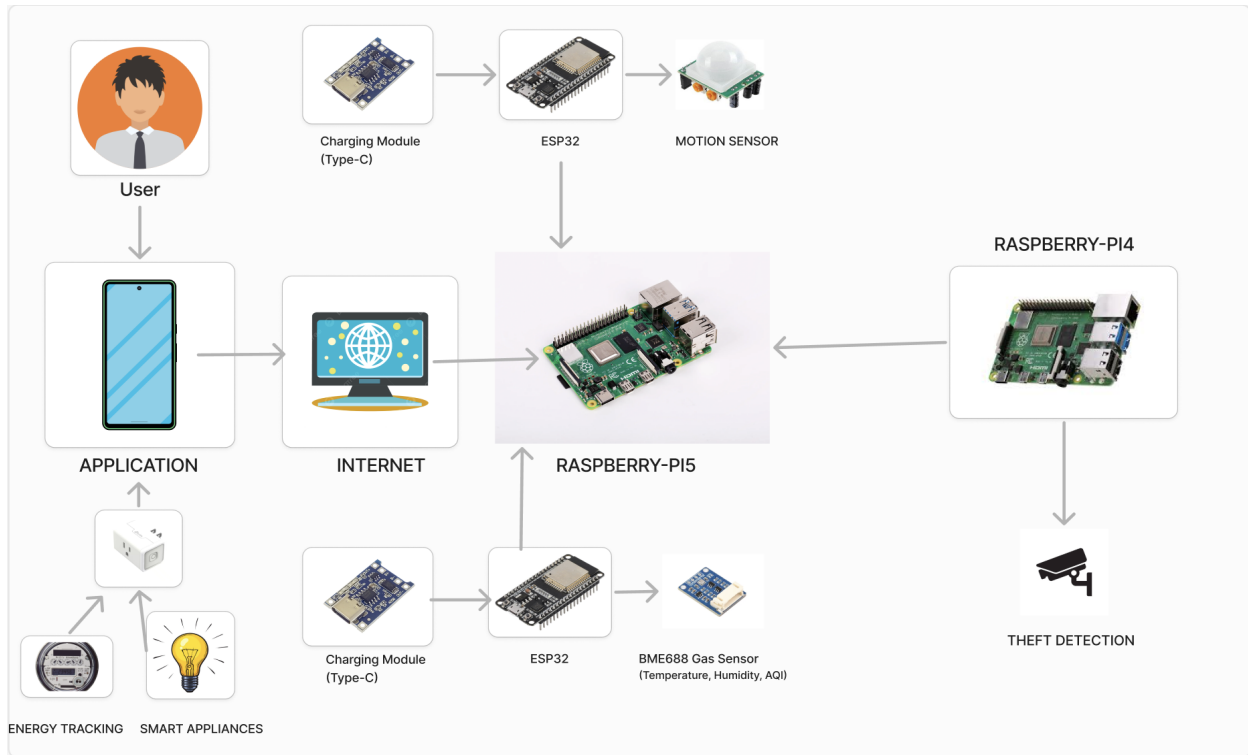 Charging Module
(Type-C)
ESP32
MOTION SENSOR
User
RASPBERRY-PI4
APPLICATION
INTERNET
RASPBERRY-PI5
Charging Module
(Type-C)
ESP32
BME688 Gas Sensor
(Temperature, Humidity, AQI)
THEFT DETECTION
ENERGY TRACKING
SMART APPLIANCES